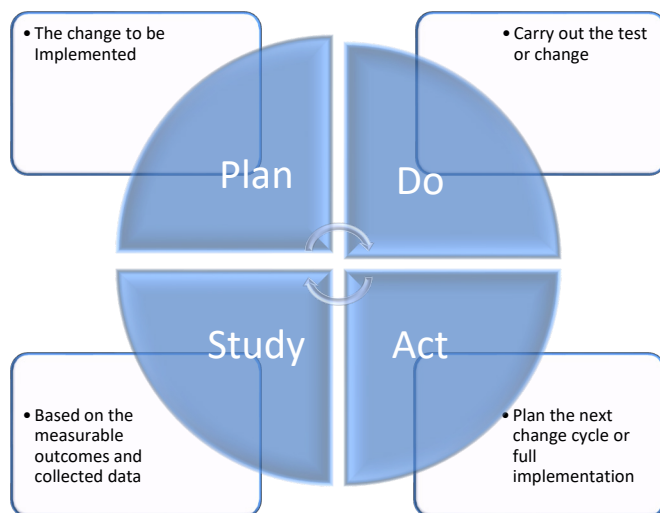 • The change to be
Implemented
• Carry out the test
or change
Plan
Do
Study
Act
• Based on the
measurable
outcomes and
collected data
• Plan the next
change cycle or
full
implementation